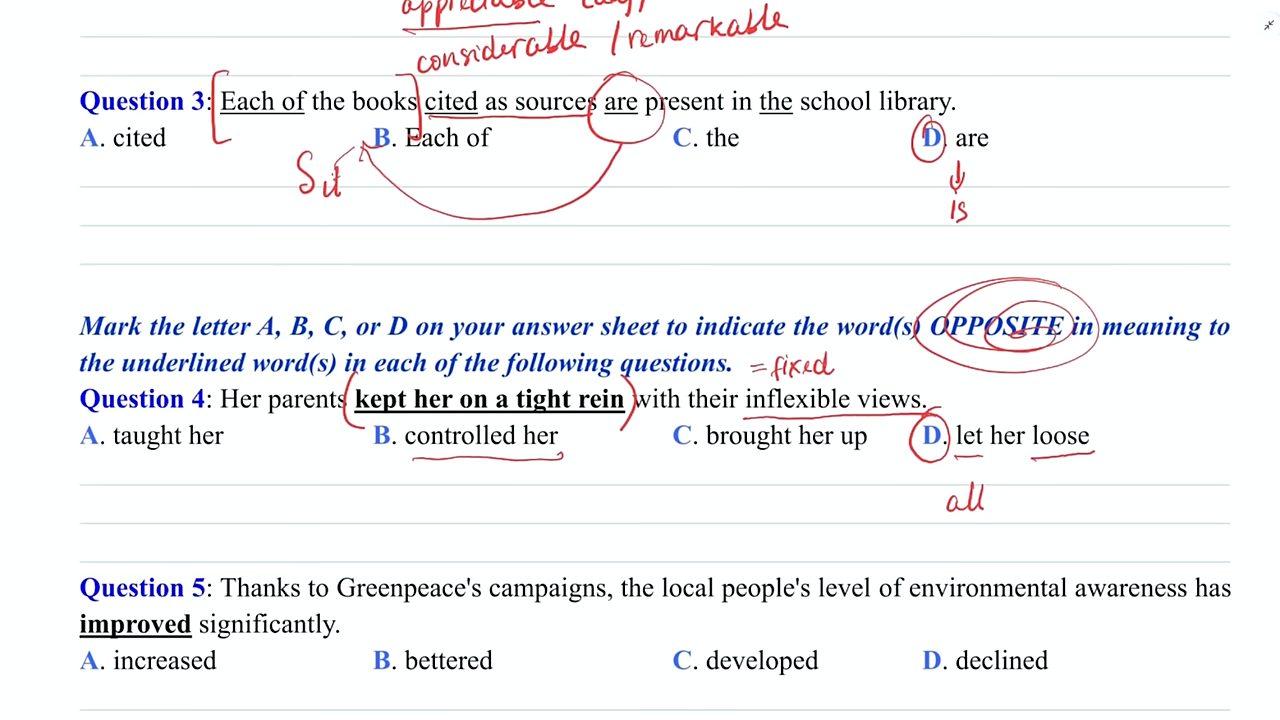 considerable / remarkable
Question 3: Each of the books cited as sources are present in the school library.
A. cited B. Each of C. the D. are
is
Mark the letter A, B, C, or D on your answer sheet to indicate the word(s) OPPOSITE in meaning to
the underlined word(s) in each of the following questions. = fixed
Question 4: Her parents kept her on a tight rein with their inflexible views.
A. taught her B. controlled her C. brought her up D. let her loose
all
Question 5: Thanks to Greenpeace's campaigns, the local people's level of environmental awareness has
improved significantly.
A. increased B. bettered C. developed D. declined